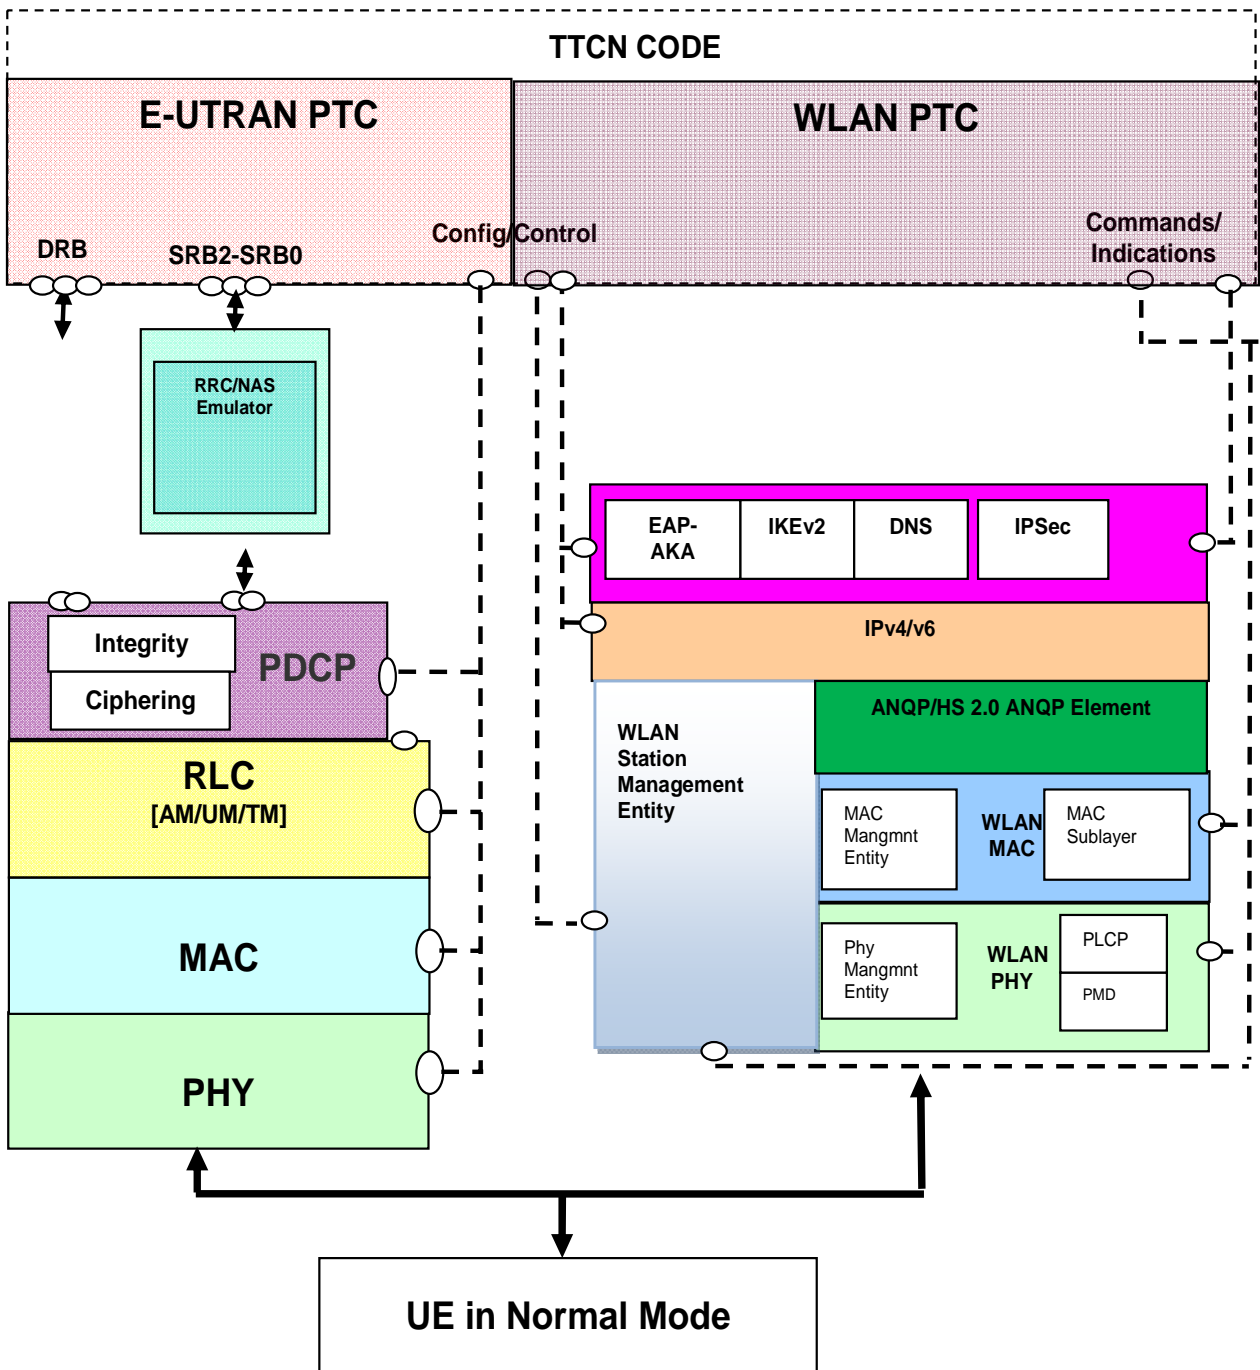 TTCN CODE
E-UTRAN PTC
WLAN PTC
DRB
SRB2-SRB0
Config/Control
Commands/
Indications
RRC/NAS
Emulator
EAP-
AKA
IKEv2
DNS
IPSec
IPv4/v6
Integrity
Ciphering
PDCP
ANQP/HS 2.0 ANQP Element
WLAN
Station
Management
Entity
RLC
[AM/UM/TM]
MAC
Mangmnt
Entity
WLAN
MAC
MAC
Sublayer
MAC
Phy
Mangmnt
Entity
WLAN
PHY
PLCP
PMD
PHY
UE in Normal Mode